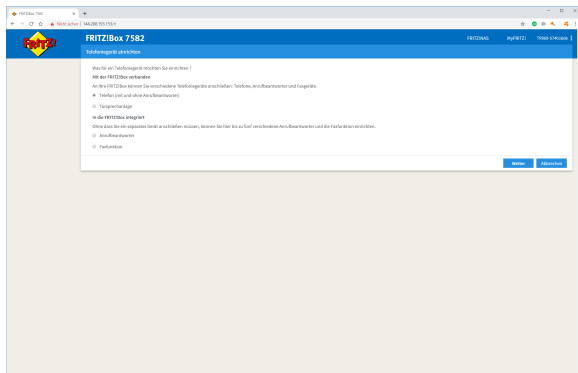 FRITZ!Box 7582
Nicht sicher | 144.208.193.153/#
FRITZ!
FRITZ!Box 7582
FRITZ!NAS MyFRITZ!
Telefoniegerät einrichten
Was für ein Telefoniegerät möchten Sie einrichten ?
Mit der FRITZ!Box verbunden
An Ihre FRITZ!Box können Sie verschiedene Telefoniegeräte anschließen: Telefone, Anrufbeantworter und Faxgeräte.
Telefon (mit und ohne Anrufbeantworter)
Türsprechanlage
In die FRITZ!Box integriert
Ohne dass Sie ein separates Gerät anschließen müssen, können Sie hier bis zu fünf verschiedene Anrufbeantworter und die Faxfunktion einrichten.
Anrufbeantworter
Faxfunktion
Weiter Abbrechen